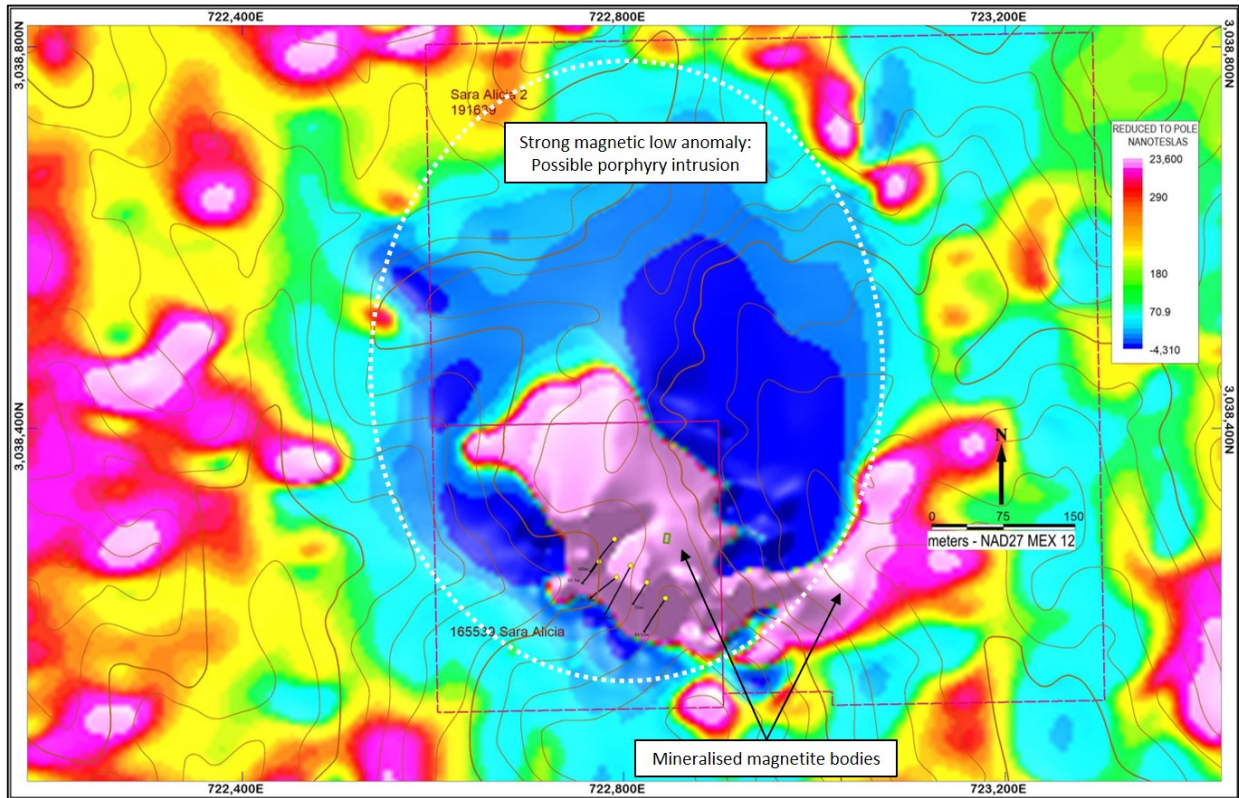 722,400E
722,800E
723,200E
3,038,800N
3,038,800N
Sara Alicia 2
191639
Strong magnetic low anomaly:
Possible porphyry intrusion
REDUCED TO POLE
NANOTESLAS
23,600
290
180
70.9
-4,310
3,038,400N
3,038,400N
N
0 75 150
meters - NAD27 MEX 12
165539 Sara Alicia
Mineralised magnetite bodies
722,400E
722,800E
723,200E